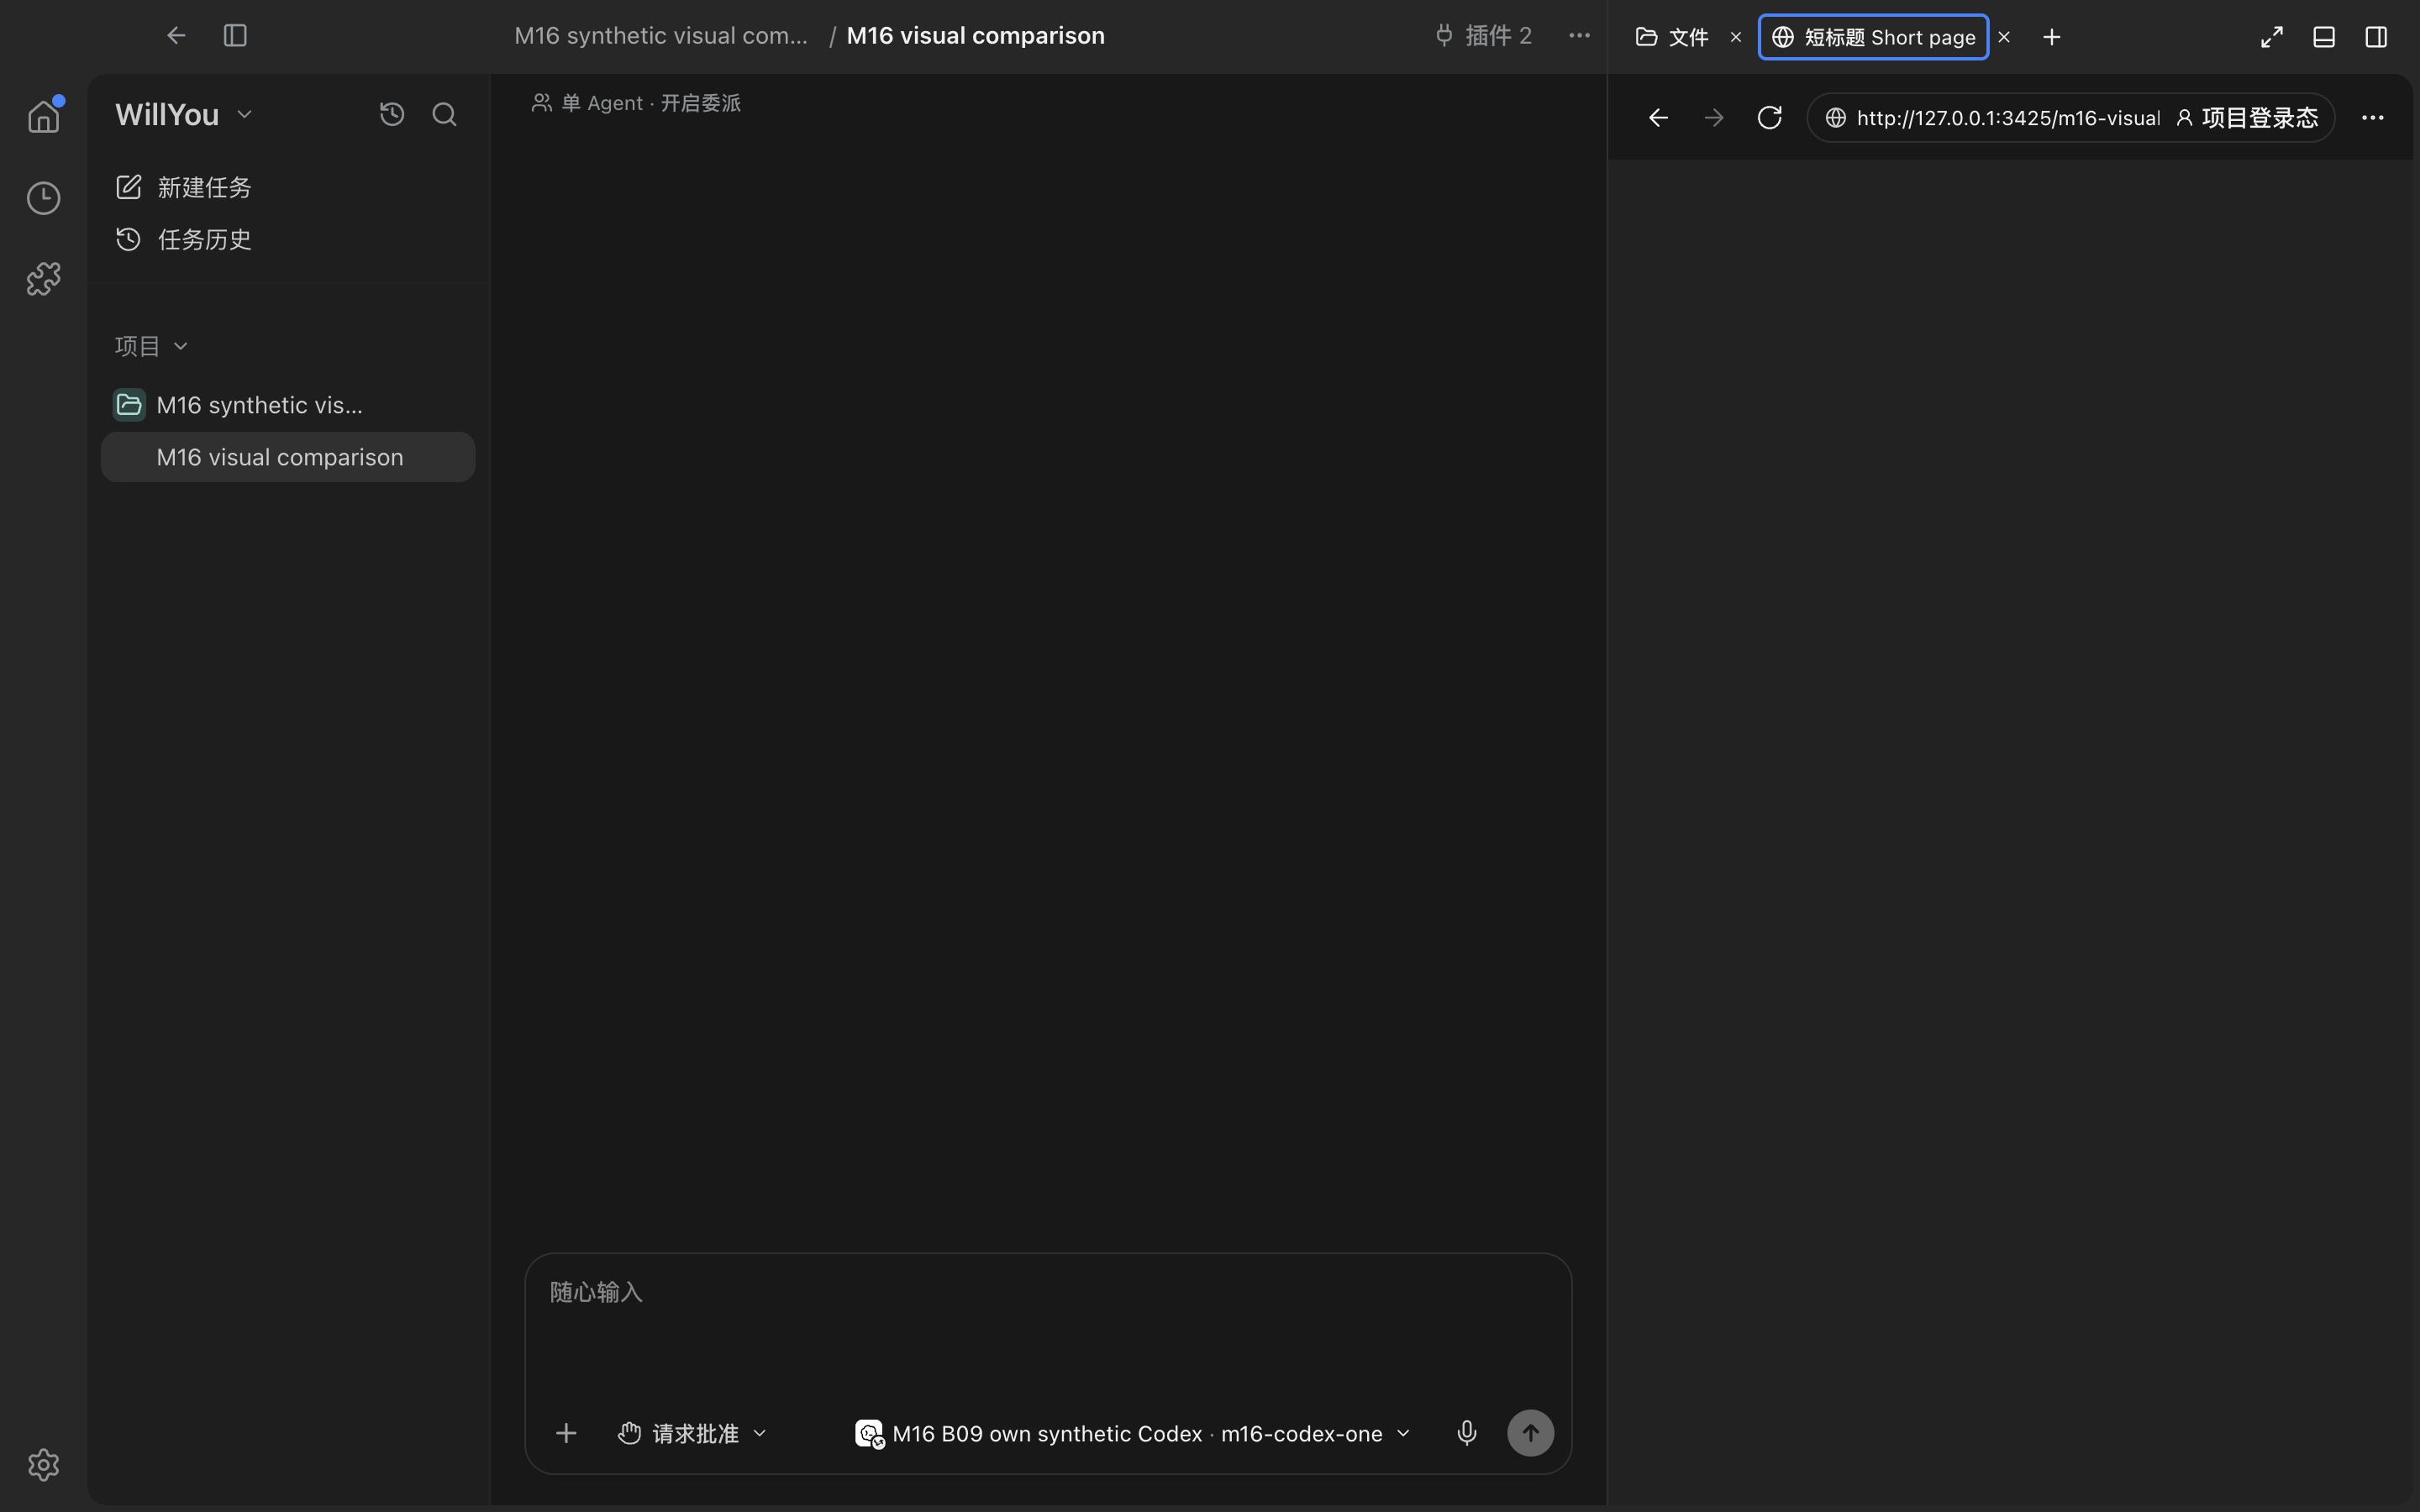 M16 synthetic visual com... / M16 visual comparison
插件 2
文件
短标题 Short page
WillYou
单 Agent · 开启委派
http://127.0.0.1:3425/m16-visual
项目登录态
新建任务
任务历史
项目
M16 synthetic vis...
M16 visual comparison
随心输入
请求批准
M16 B09 own synthetic Codex · m16-codex-one